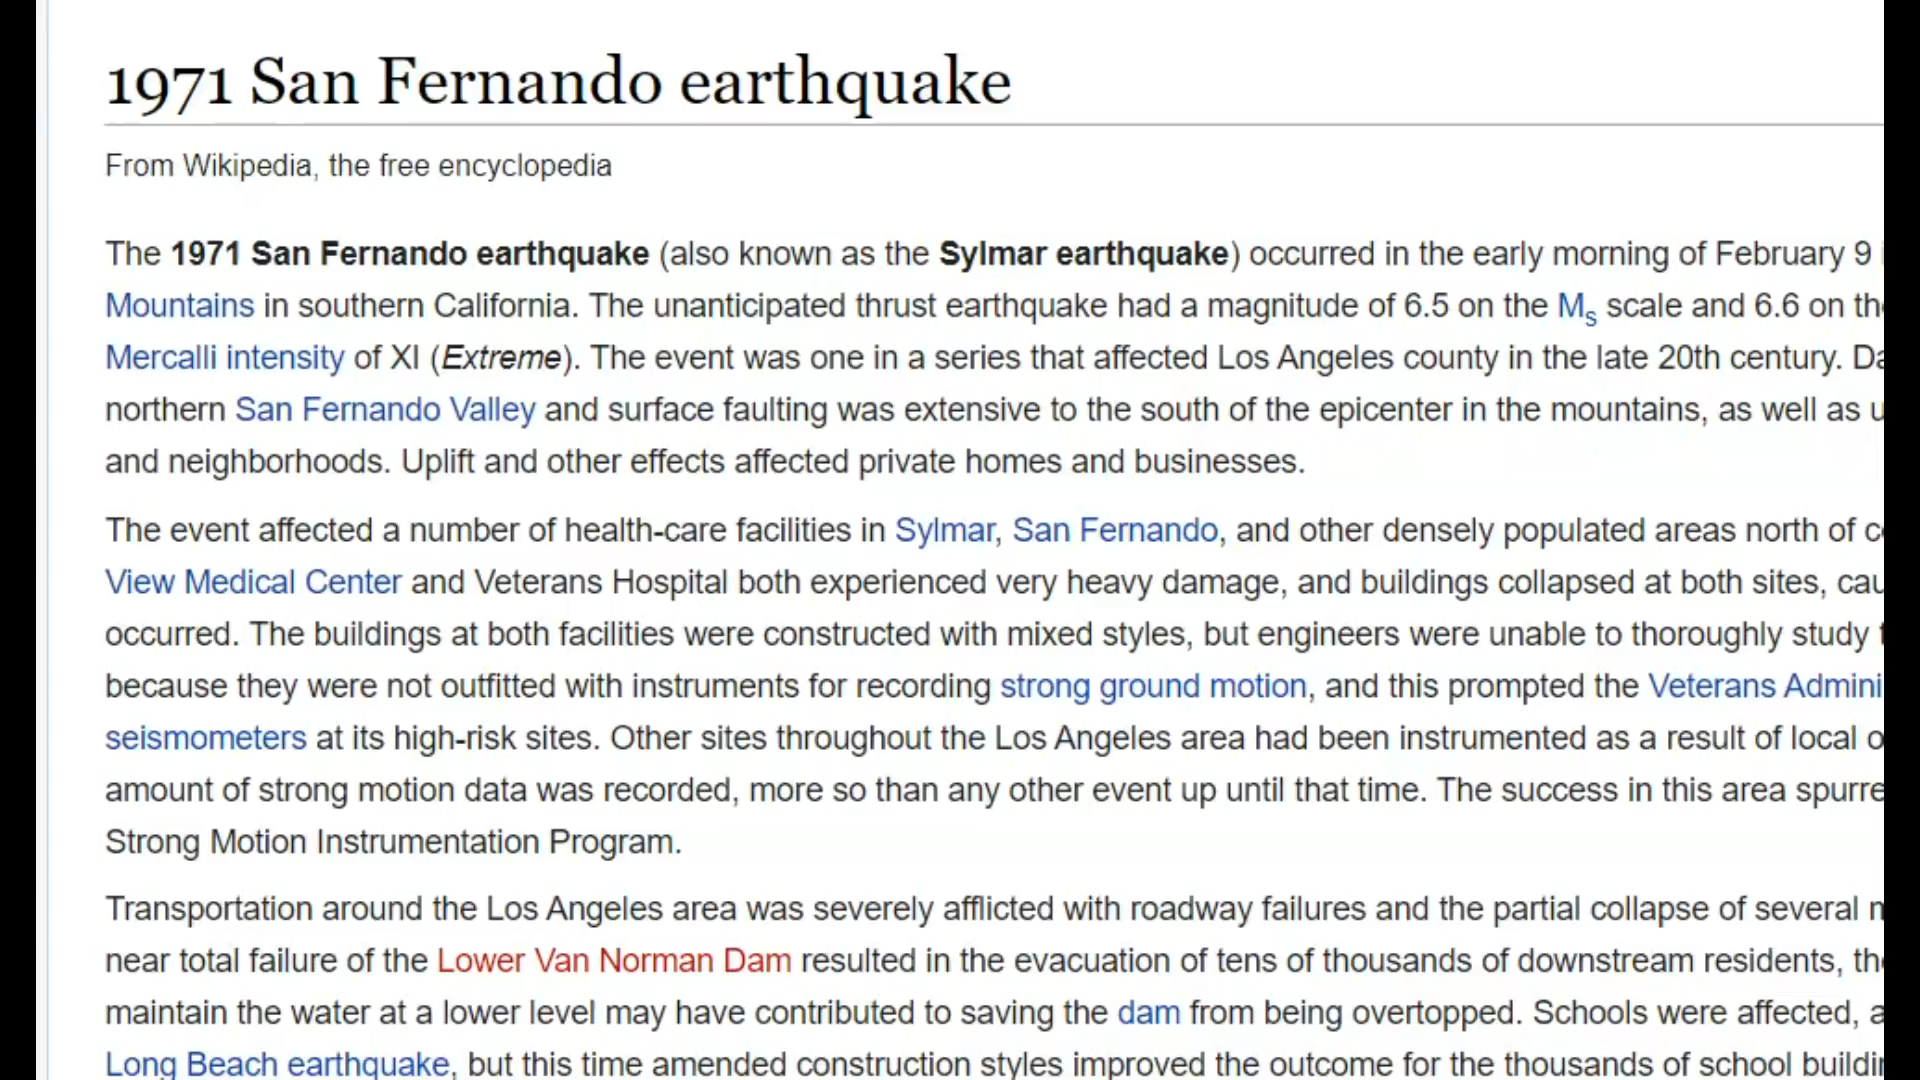 1971 San Fernando earthquake
From Wikipedia, the free encyclopedia
The 1971 San Fernando earthquake (also known as the Sylmar earthquake) occurred in the early morning of February 9
Mountains in southern California. The unanticipated thrust earthquake had a magnitude of 6.5 on the Ms scale and 6.6 on
Mercalli intensity of XI (Extreme). The event was one in a series that affected Los Angeles county in the late 20th century.
northern San Fernando Valley and surface faulting was extensive to the south of the epicenter in the mountains, as well as
and neighborhoods. Uplift and other effects affected private homes and businesses.
The event affected a number of health-care facilities in Sylmar, San Fernando, and other densely populated areas north of
View Medical Center and Veterans Hospital both experienced very heavy damage, and buildings collapsed at both sites,
occurred. The buildings at both facilities were constructed with mixed styles, but engineers were unable to thoroughly study
because they were not outfitted with instruments for recording strong ground motion, and this prompted the Veterans
seismometers at its high-risk sites. Other sites throughout the Los Angeles area had been instrumented as a result of local
amount of strong motion data was recorded, more so than any other event up until that time. The success in this area
Strong Motion Instrumentation Program.
Transportation around the Los Angeles area was severely afflicted with roadway failures and the partial collapse of several
near total failure of the Lower Van Norman Dam resulted in the evacuation of tens of thousands of downstream residents,
maintain the water at a lower level may have contributed to saving the dam from being overtopped. Schools were affected,
Long Beach earthquake, but this time amended construction styles improved the outcome for the thousands of school